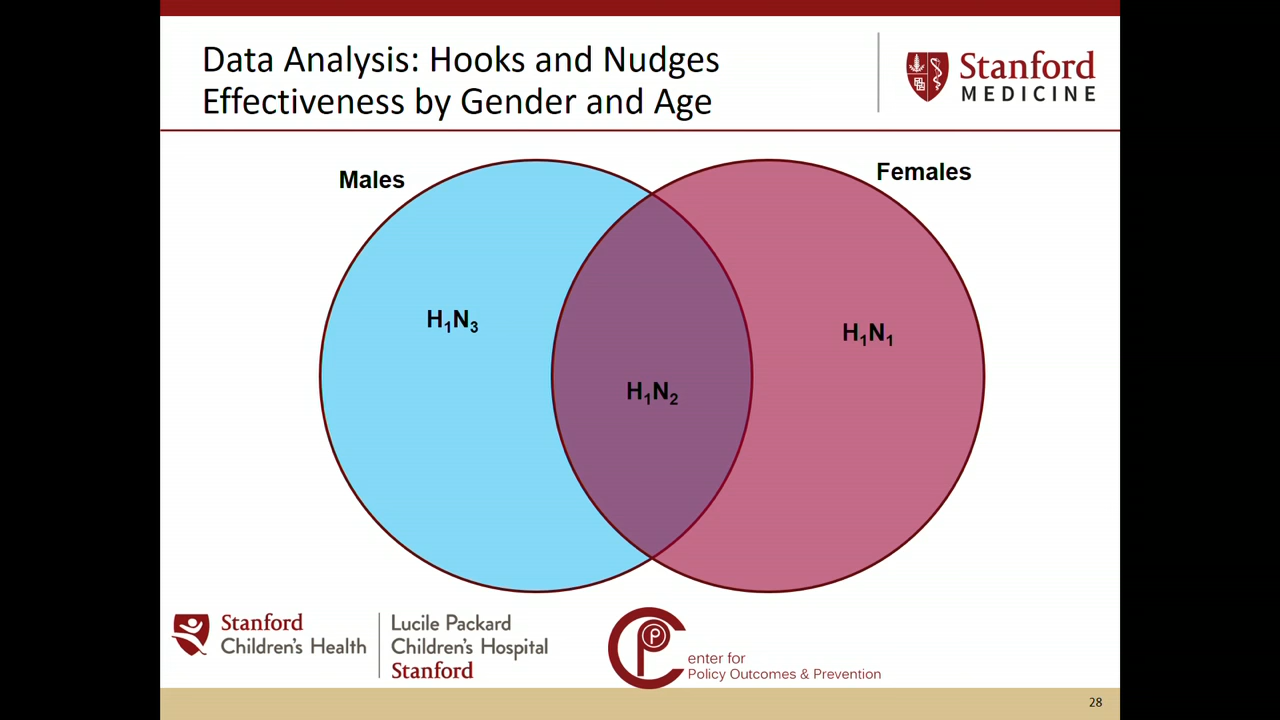 Data Analysis: Hooks and Nudges
Effectiveness by Gender and Age
Stanford
MEDICINE
Males
Females
H₁N₃
H₁N₂
H₁N₁
Stanford
Children's Health
Lucile Packard
Children's Hospital
Stanford
CP
enter for
Policy Outcomes & Prevention
28